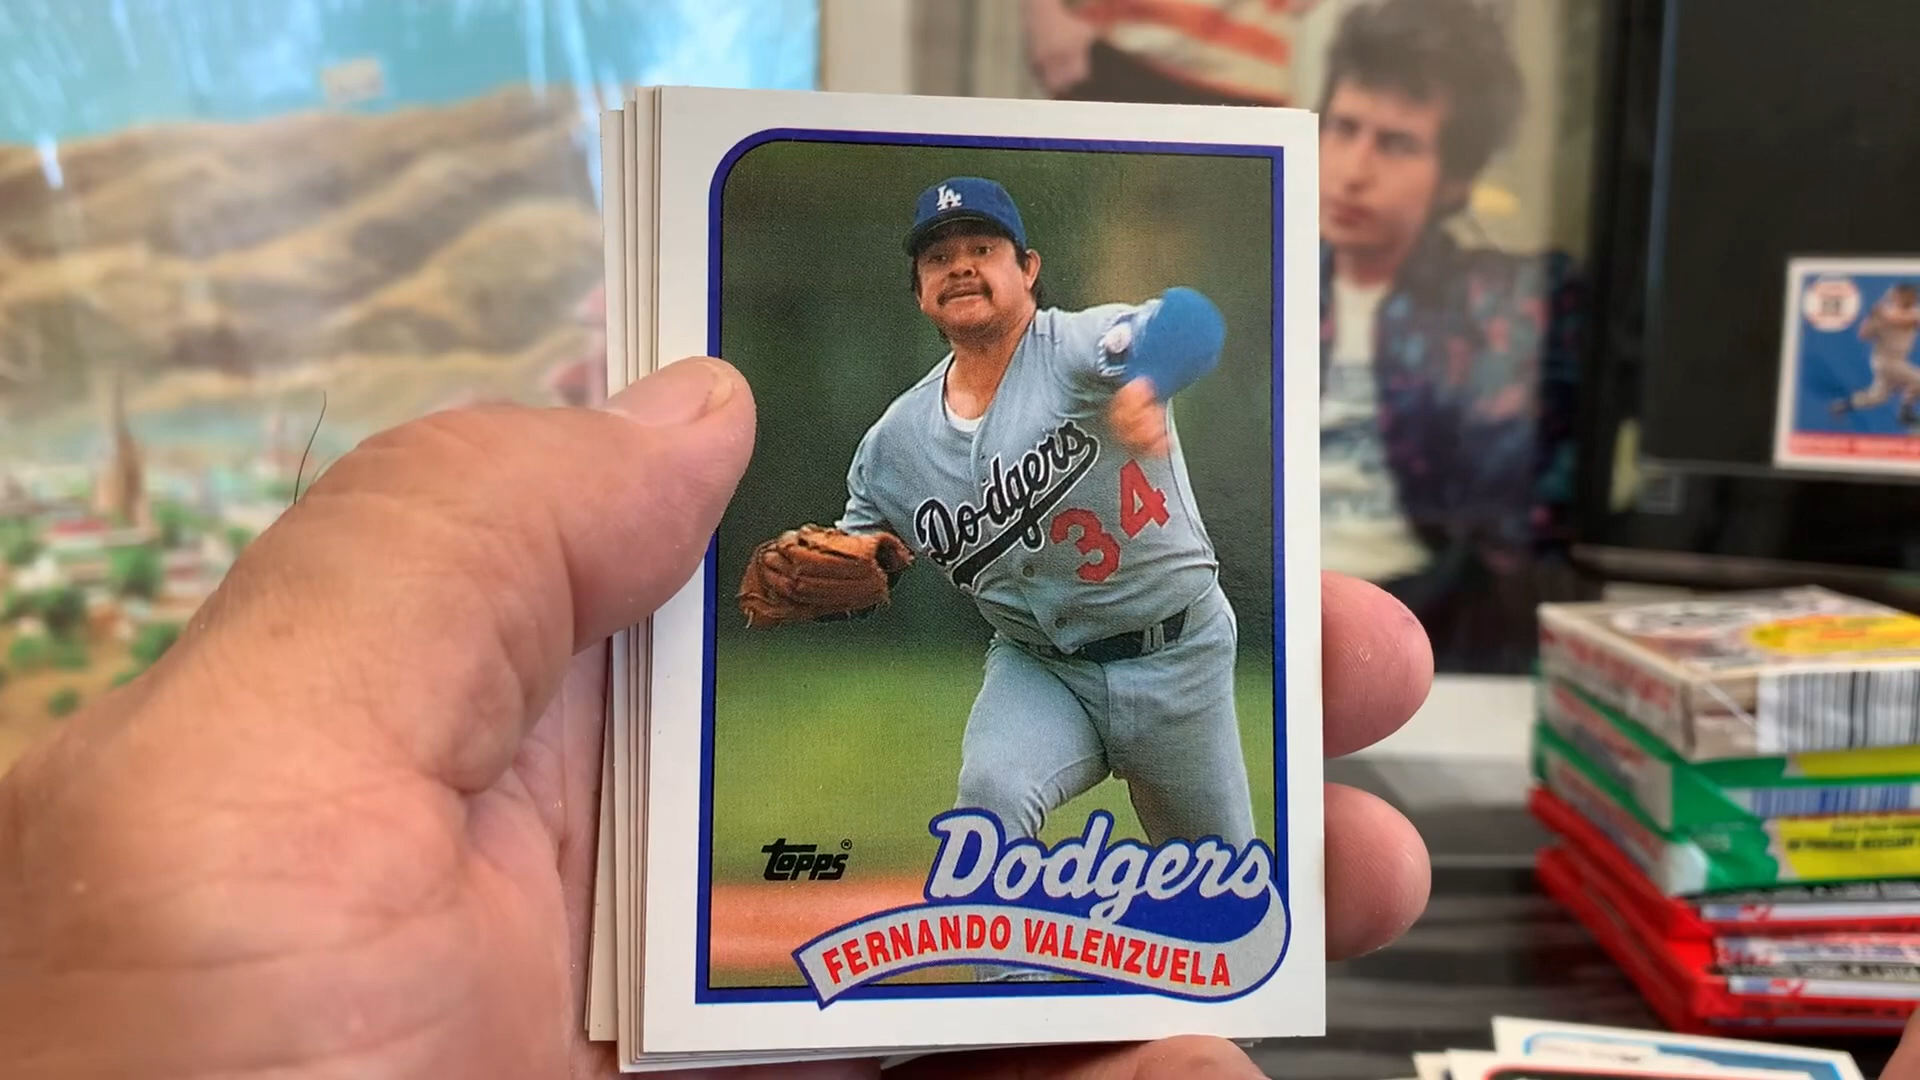 LA
Dodgers
34
topps®
Dodgers
FERNANDO VALENZUELA